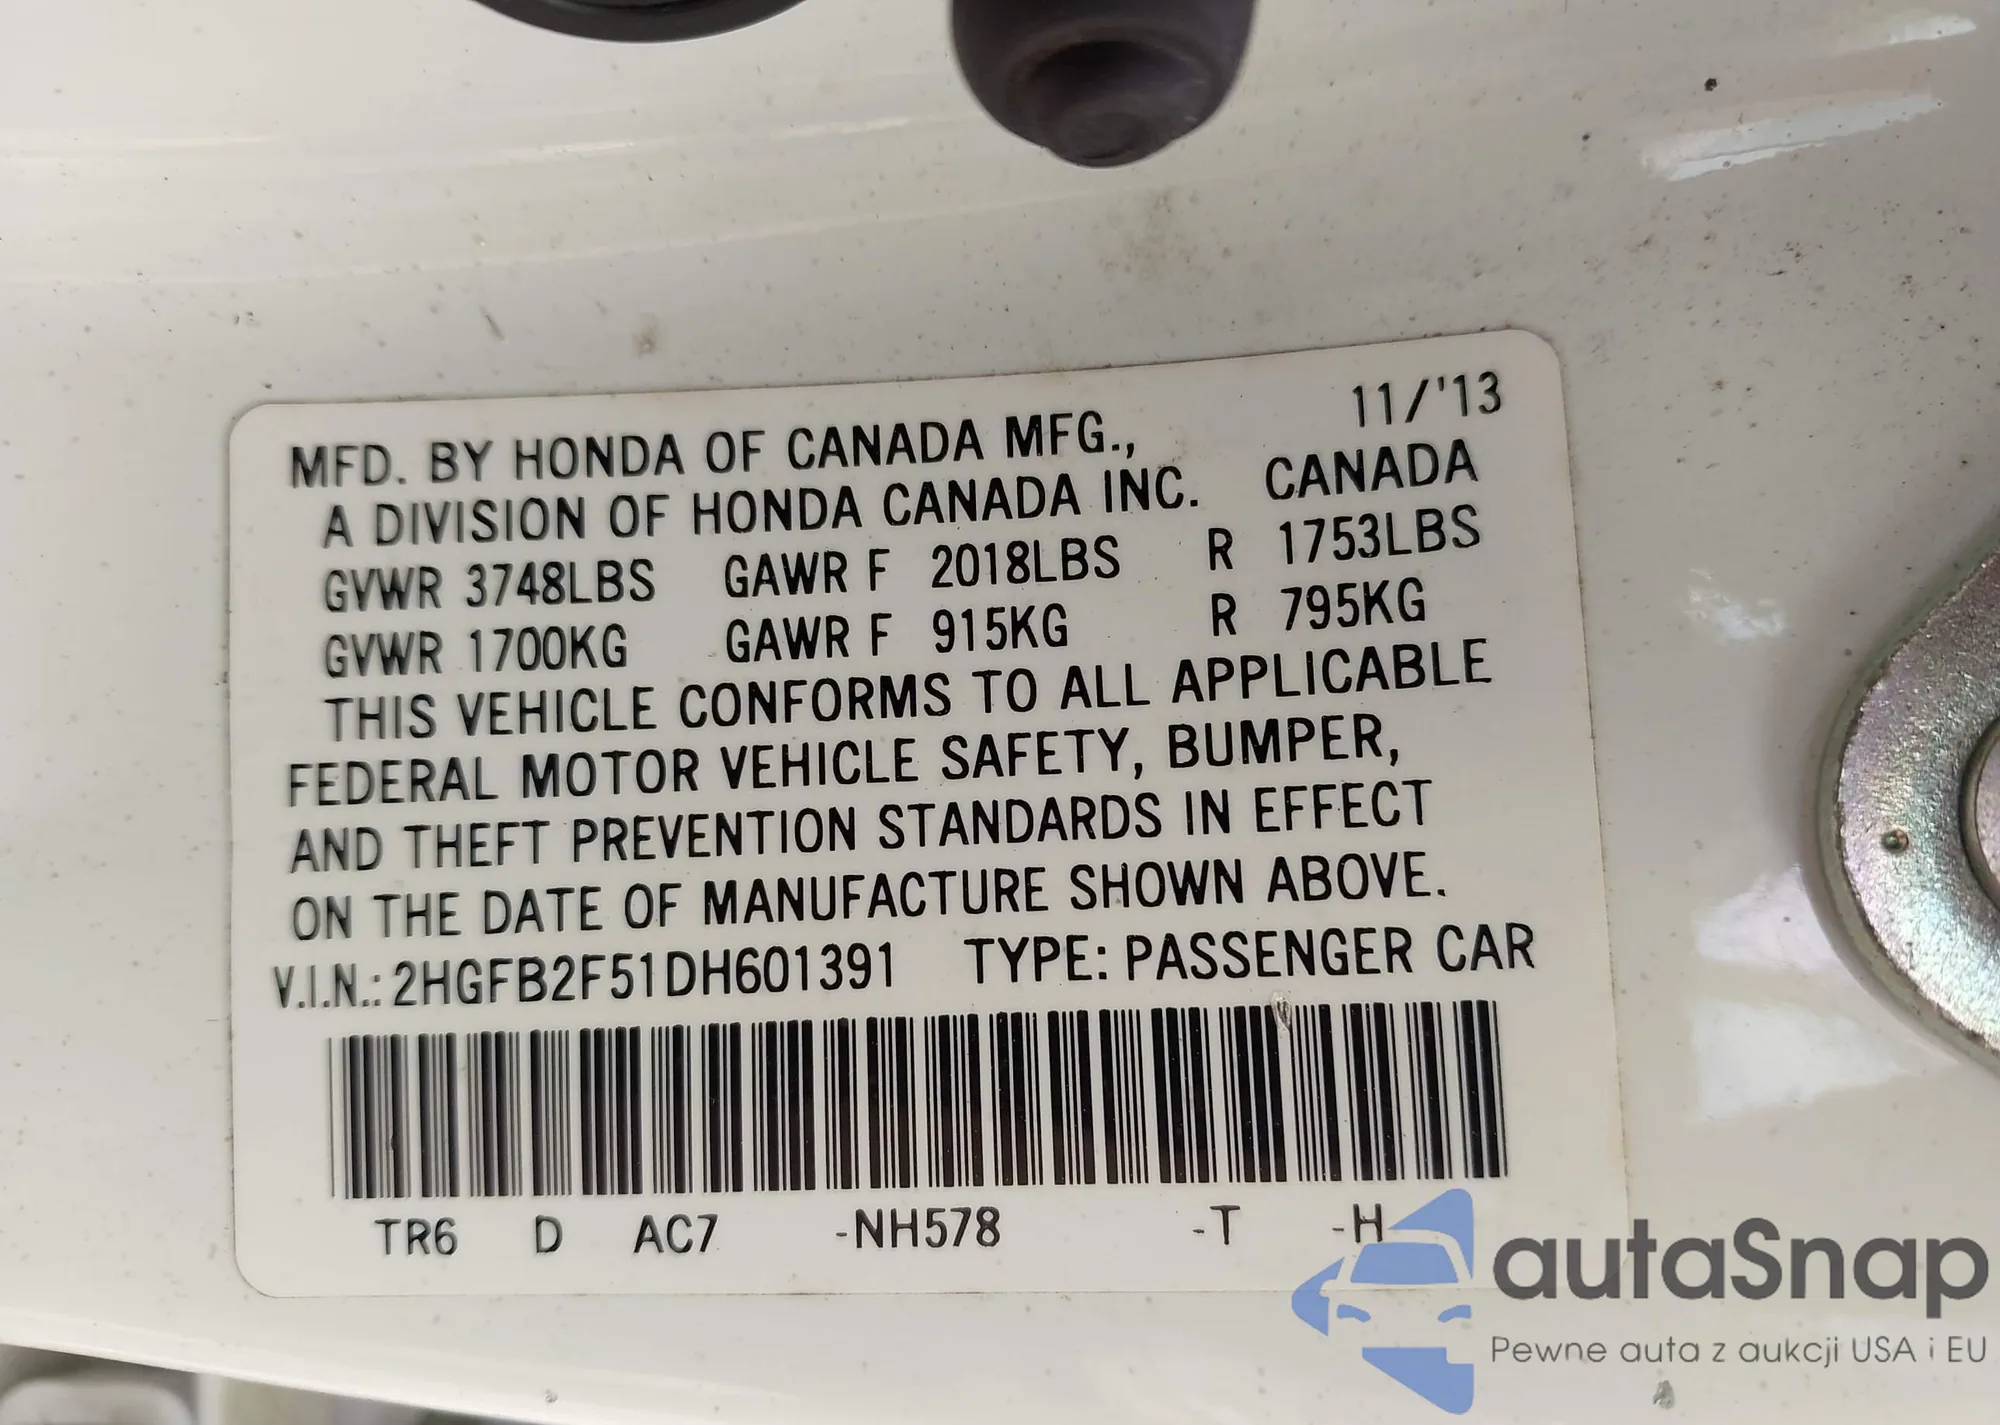 11/'13
MFD. BY HONDA OF CANADA MFG.,
A DIVISION OF HONDA CANADA INC. CANADA
GVWR 3748LBS GAWR F 2018LBS R 1753LBS
GVWR 1700KG GAWR F 915KG R 795KG
THIS VEHICLE CONFORMS TO ALL APPLICABLE
FEDERAL MOTOR VEHICLE SAFETY, BUMPER,
AND THEFT PREVENTION STANDARDS IN EFFECT
ON THE DATE OF MANUFACTURE SHOWN ABOVE.
V.I.N.: 2HGFB2F51DH601391 TYPE: PASSENGER CAR
TR6 D AC7 -NH578 -T -H
autaSnap
Pewne auta z aukcji USA i EU